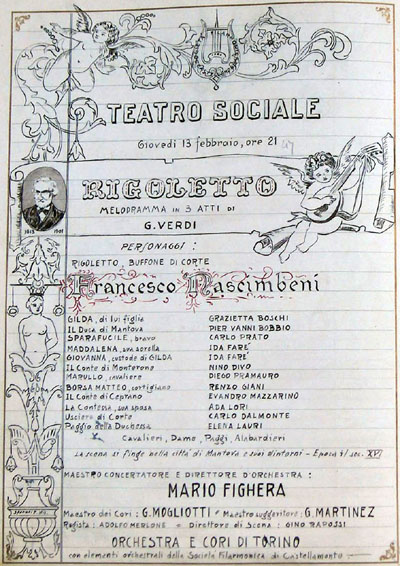 TEATRO SOCIALE
Giovedì 13 febbraio, ore 21
RIGOLETTO
MELODRAMMA IN 3 ATTI DI
G. VERDI
1813 1901
PERSONAGGI:
RIGOLETTO, BUFFONE DI CORTE
Francesco Nascimbeni
GILDA, di lui figlia GRAZIETTA BOSCHI
Il Duca di Mantova PIER VANNI BOBBIO
SPARAFUCILE, bravo CARLO PRATO
MADDALENA, sua sorella IDA FARE'
GIOVANNA, custode di GILDA IDA FARE'
Il Conte di Monterone NINO DIVO
MARULLO, cavaliere DIEGO PRAMAURO
BORSA MATTEO, cortigiano RENZO GIANI
Il Conte di Ceprano EVANDRO MAZZARINO
La Contessa, sua sposa ADA LORI
Usciere di Corte CARLO DALMONTE
Paggio della Duchessa ELENA LAURI
Cavalieri, Dame, Paggi, Alabardieri
La scena si finge nella città di Mantova e suoi dintorni - Epoca il sec. XVI
MAESTRO CONCERTATORE E DIRETTORE D'ORCHESTRA:
MARIO FIGHERA
Maestro dei Cori: G. MOGLIOTTI - Maestro suggeritore: G. MARTINEZ
Regista: ADOLFO MERLONE - Direttore di Scena: GINO RAPOSSI
ORCHESTRA E CORI DI TORINO
con elementi orchestrali della Società Filarmonica di Castellamonte